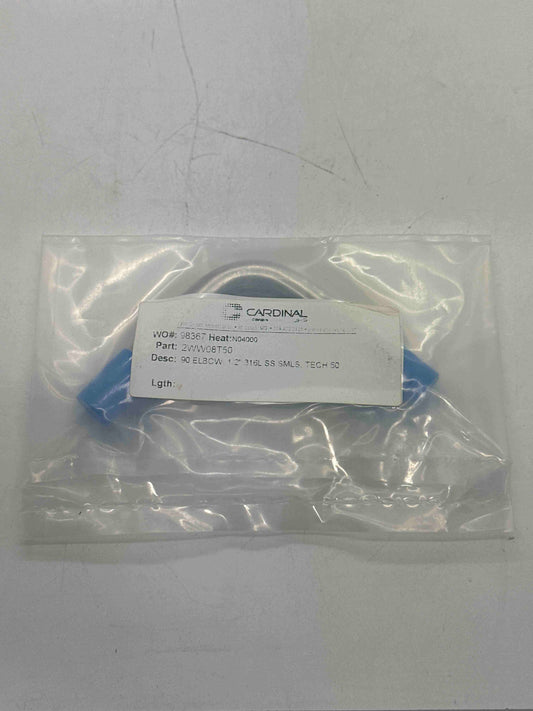 CARDINAL
WO#: 98367 Heat:N04000
Part: 2WW08T50
Desc: 90 ELBOW, 1/2" 316L SS SMLS, TECH 50
Lgth: